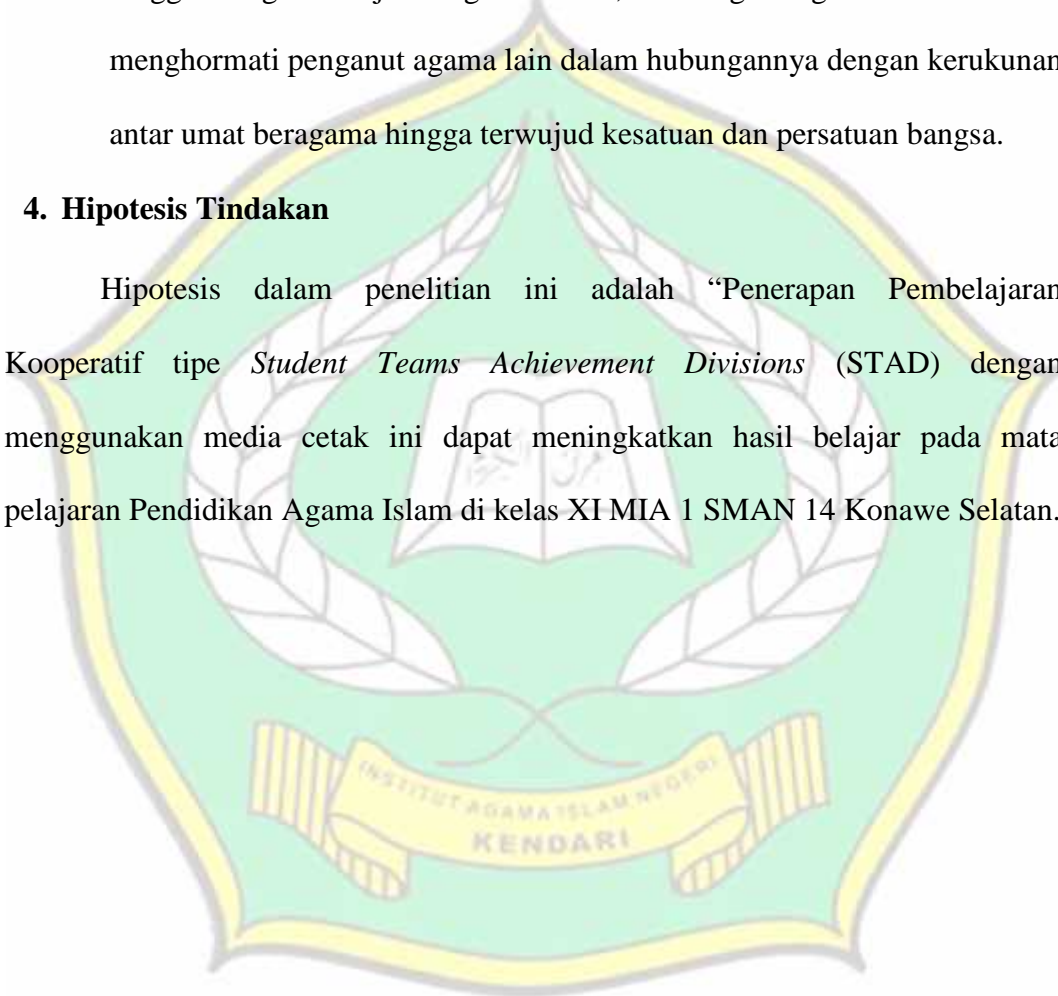 menghormati penganut agama lain dalam hubungannya dengan kerukunan
antar umat beragama hingga terwujud kesatuan dan persatuan bangsa.
4. Hipotesis Tindakan
Hipotesis dalam penelitian ini adalah “Penerapan Pembelajaran
Kooperatif tipe Student Teams Achievement Divisions (STAD) dengan
menggunakan media cetak ini dapat meningkatkan hasil belajar pada mata
pelajaran Pendidikan Agama Islam di kelas XI MIA 1 SMAN 14 Konawe Selatan.
INSTITUT AGAMA ISLAM NEGERI
KENDARI